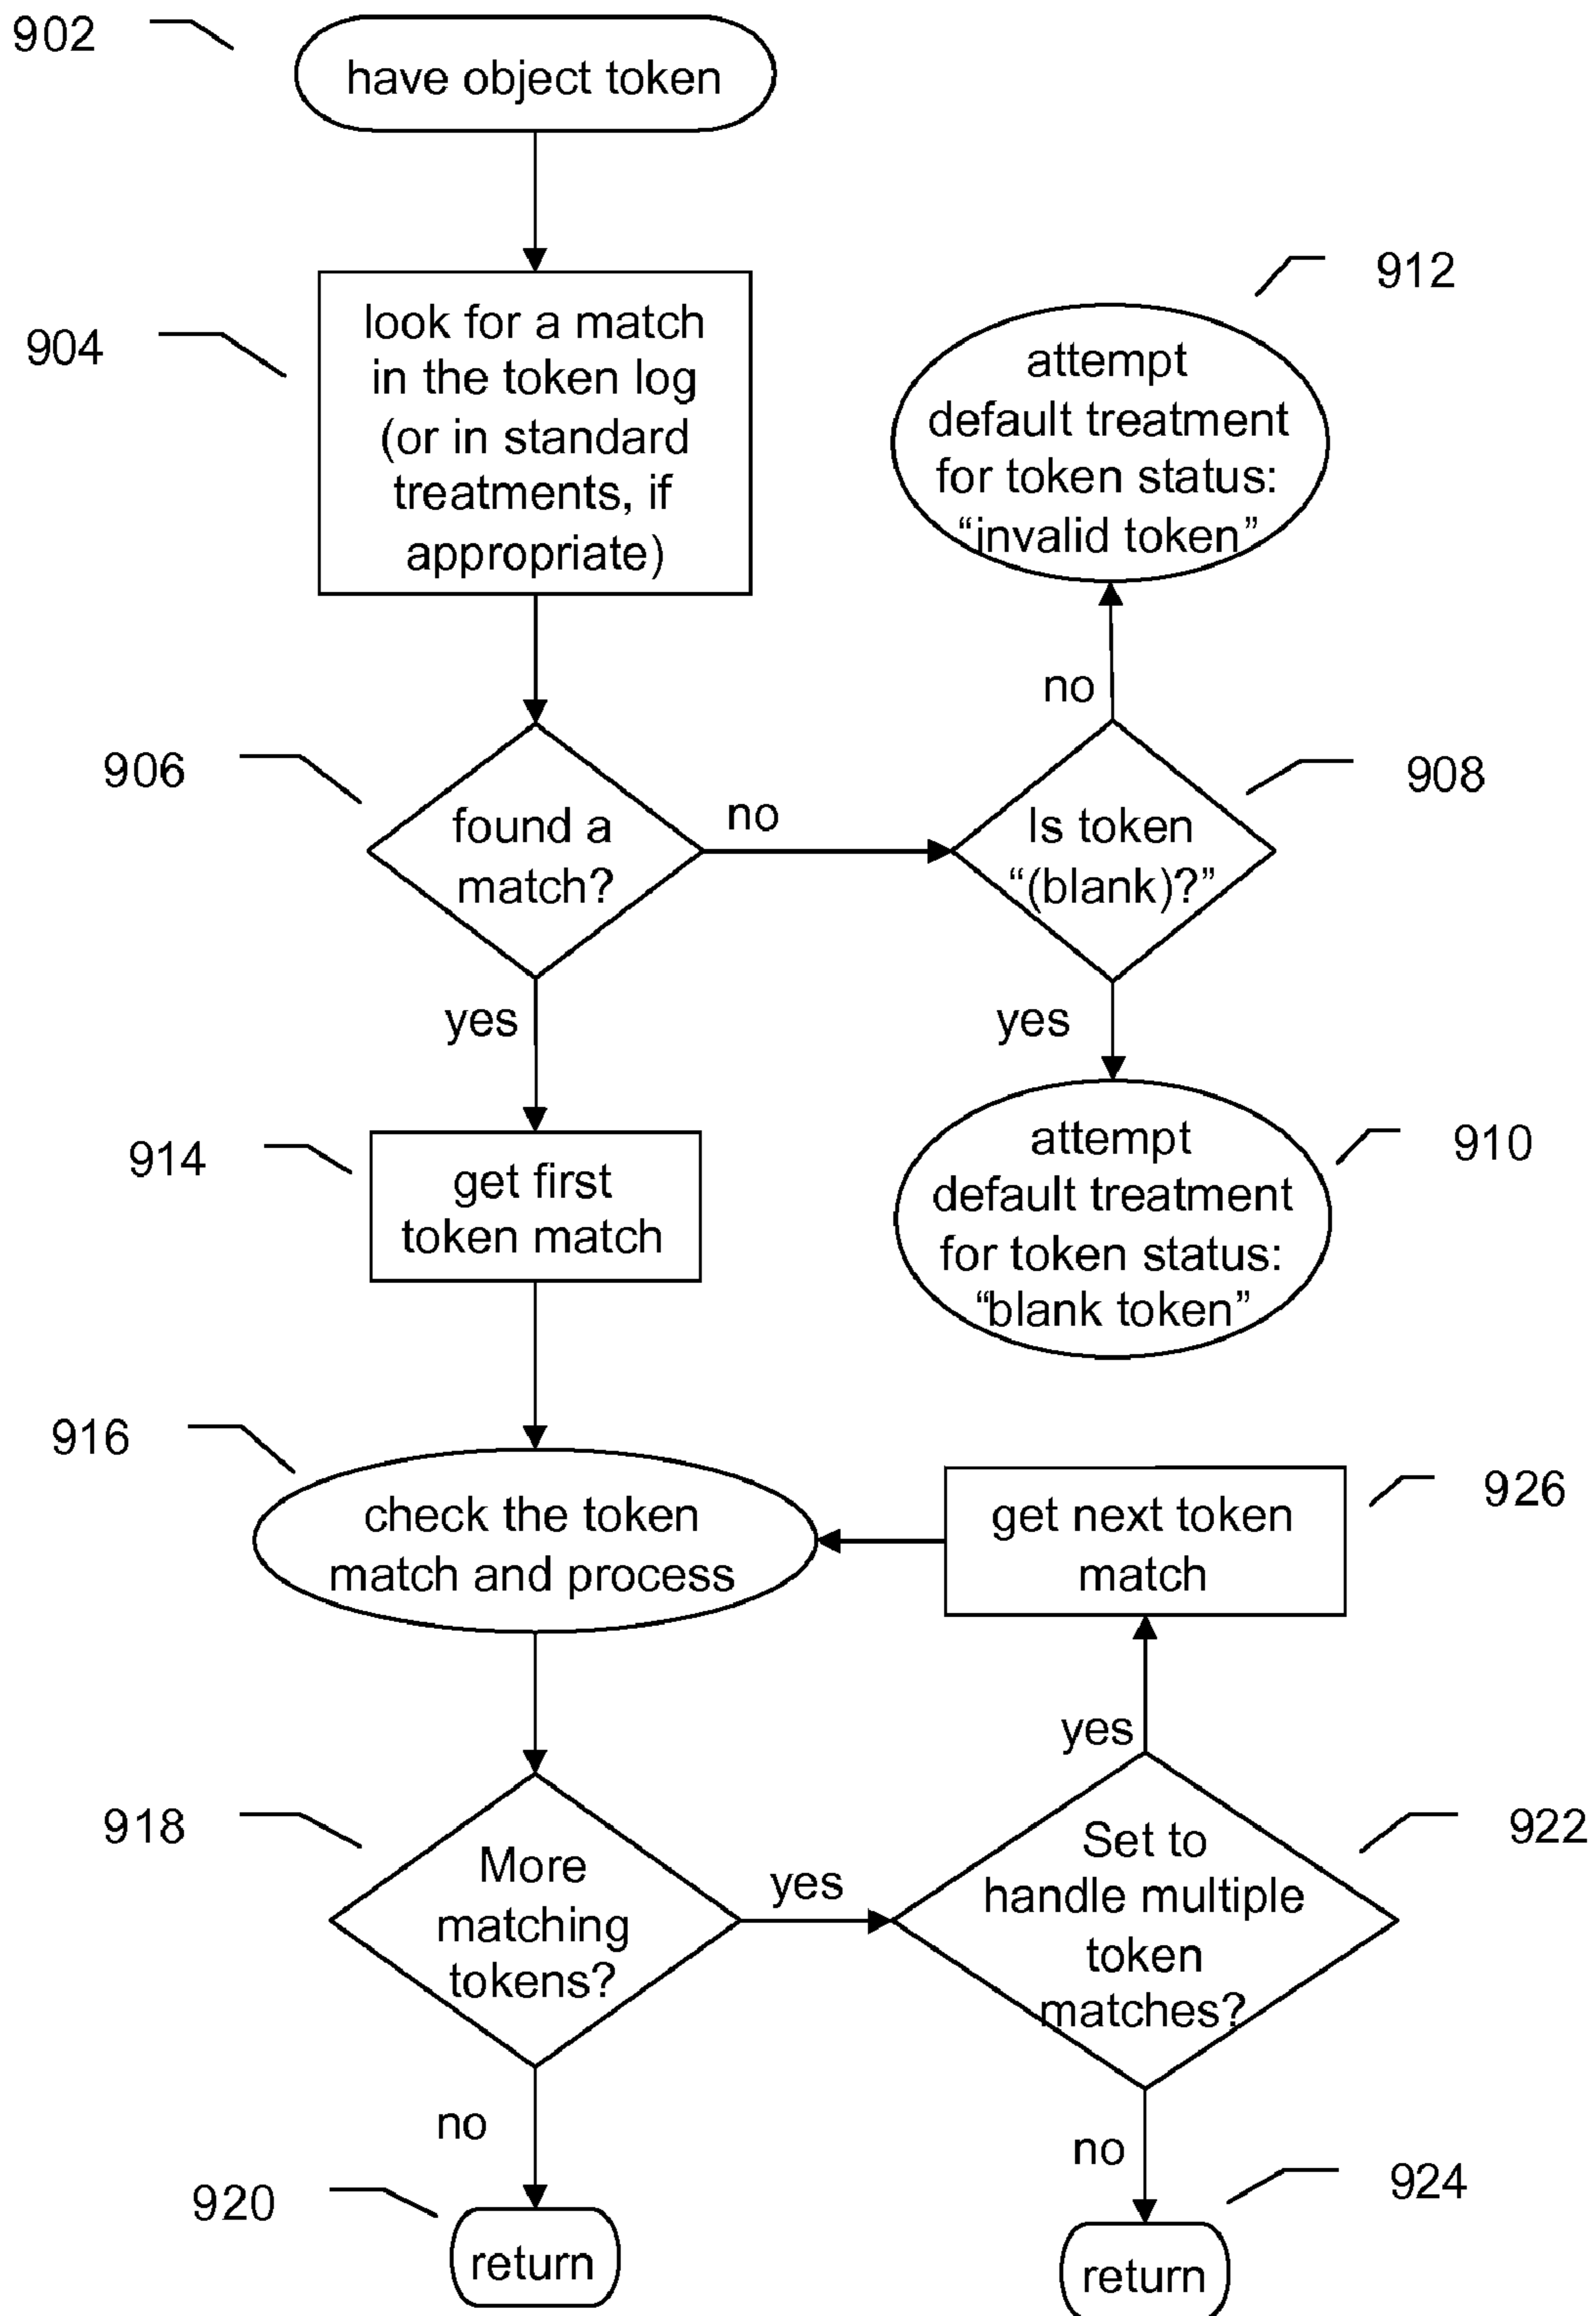 902
have object token
904
look for a match
in the token log
(or in standard
treatments, if
appropriate)
912
attempt
default treatment
for token status:
“invalid token”
no
906
found a
match?
no
908
Is token
“(blank)?”
yes
yes
914
get first
token match
910
attempt
default treatment
for token status:
“blank token”
916
check the token
match and process
926
get next token
match
yes
918
More
matching
tokens?
yes
922
Set to
handle multiple
token
matches?
no
no
920
return
924
return